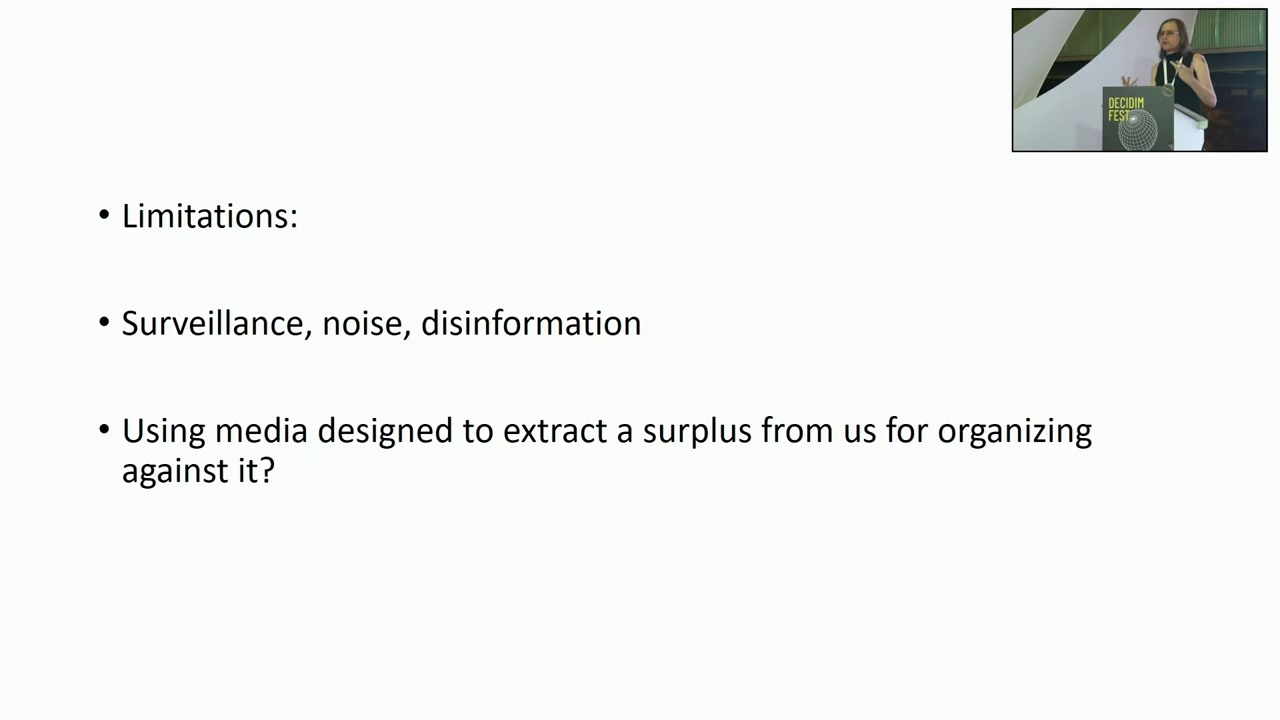 DECIDIM
FEST
• Limitations:
• Surveillance, noise, disinformation
• Using media designed to extract a surplus from us for organizing
against it?